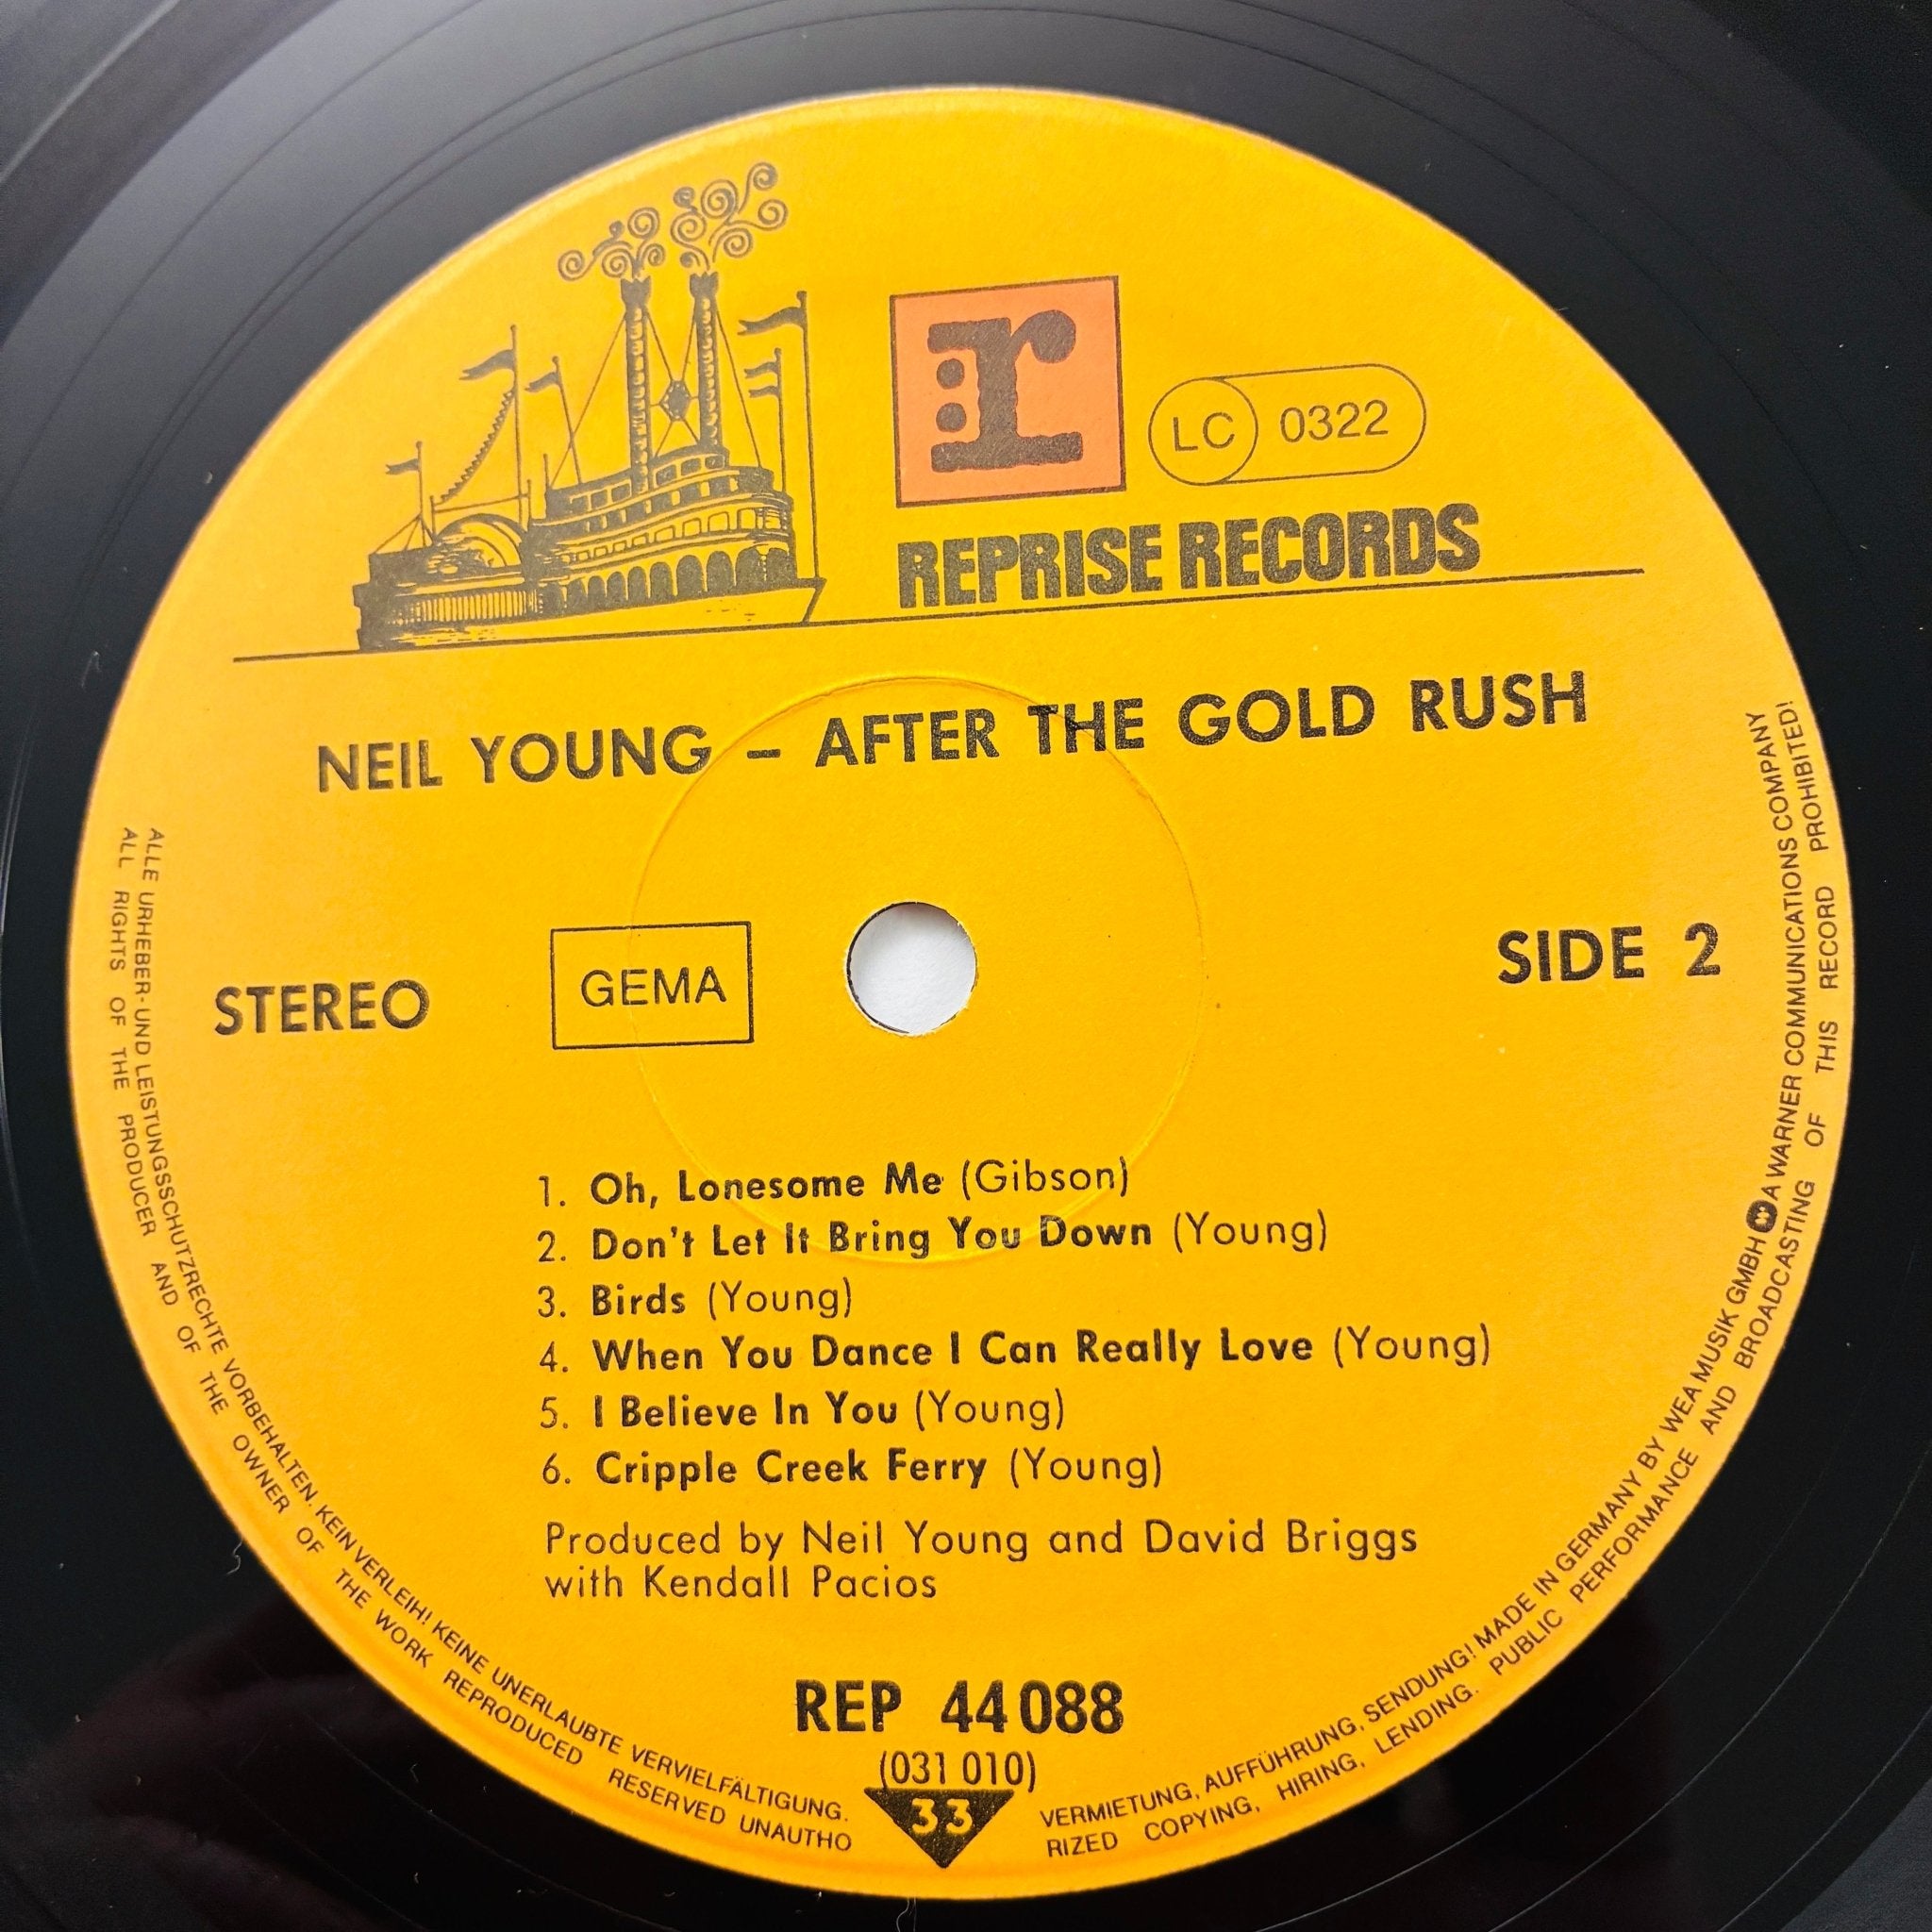 r:
LC 0322
REPRISE RECORDS
NEIL YOUNG – AFTER THE GOLD RUSH
STEREO
GEMA
SIDE 2
1. Oh, Lonesome Me (Gibson)
2. Don't Let It Bring You Down (Young)
3. Birds (Young)
4. When You Dance I Can Really Love (Young)
5. I Believe In You (Young)
6. Cripple Creek Ferry (Young)
Produced by Neil Young and David Briggs
with Kendall Pacios
REP 44 088
(031 010)
33
ALLE URHEBER- UND LEISTUNGSSCHUTZRECHTE VORBEHALTEN. KEIN VERLEIH! KEINE UNERLAUBTE VERVIELFÄLTIGUNG. VERMIETUNG, AUFFÜHRUNG, SENDUNG! MADE IN GERMANY BY WEA MUSIK GMBH A WARNER COMMUNICATIONS COMPANY
ALL RIGHTS OF THE PRODUCER AND OF THE OWNER OF THE WORK REPRODUCED RESERVED UNAUTHORIZED COPYING, HIRING, LENDING. PUBLIC PERFORMANCE AND BROADCASTING OF THIS RECORD PROHIBITED!